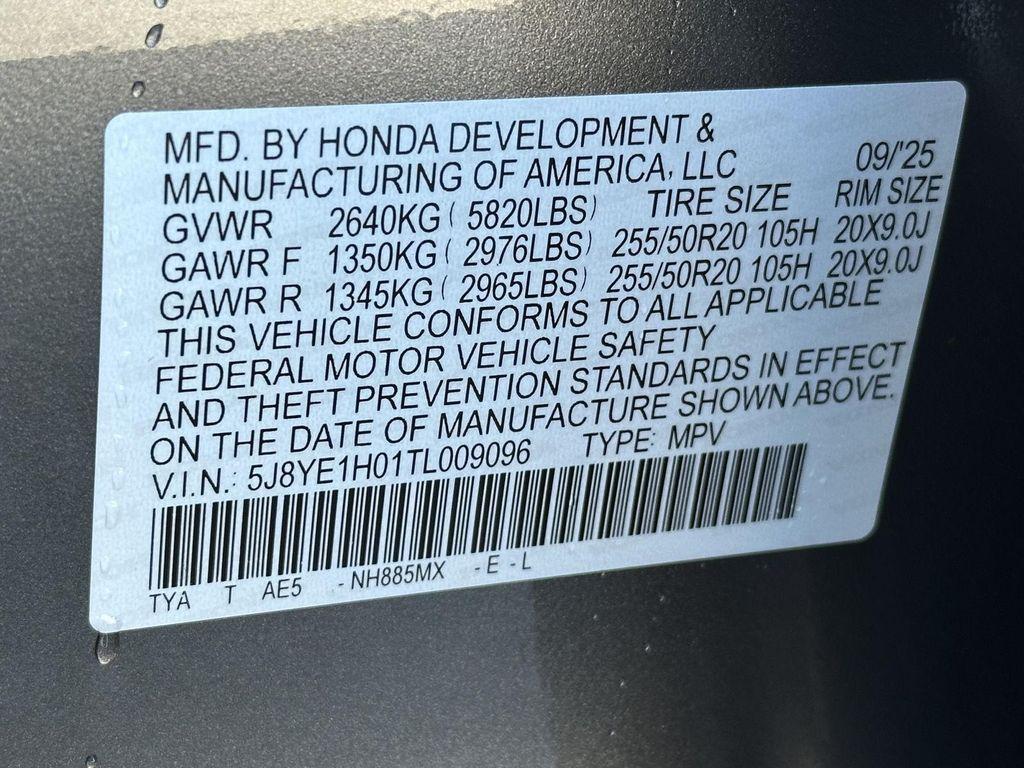 MFD. BY HONDA DEVELOPMENT &
MANUFACTURING OF AMERICA, LLC 09/'25
GVWR 2640KG ( 5820LBS) TIRE SIZE RIM SIZE
GAWR F 1350KG ( 2976LBS) 255/50R20 105H 20X9.0J
GAWR R 1345KG ( 2965LBS) 255/50R20 105H 20X9.0J
THIS VEHICLE CONFORMS TO ALL APPLICABLE
FEDERAL MOTOR VEHICLE SAFETY
AND THEFT PREVENTION STANDARDS IN EFFECT
ON THE DATE OF MANUFACTURE SHOWN ABOVE.
V.I.N.: 5J8YE1H01TL009096 TYPE: MPV
TYA T AE5 -NH885MX -E -L